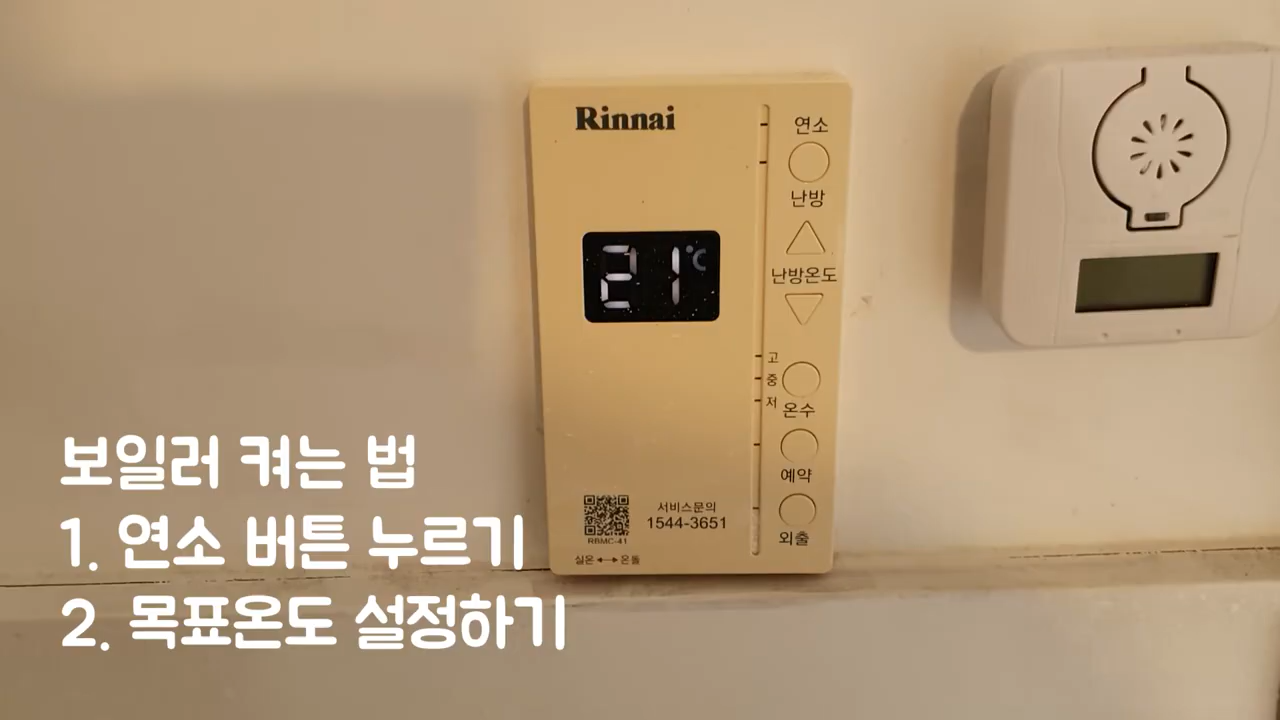 Rinnai
연소
난방
21°C
난방온도
고
중
저
온수
예약
서비스문의
1544-3651
외출
RBMC-41
실온 ←→ 온돌
보일러 켜는 법
1. 연소 버튼 누르기
2. 목표온도 설정하기